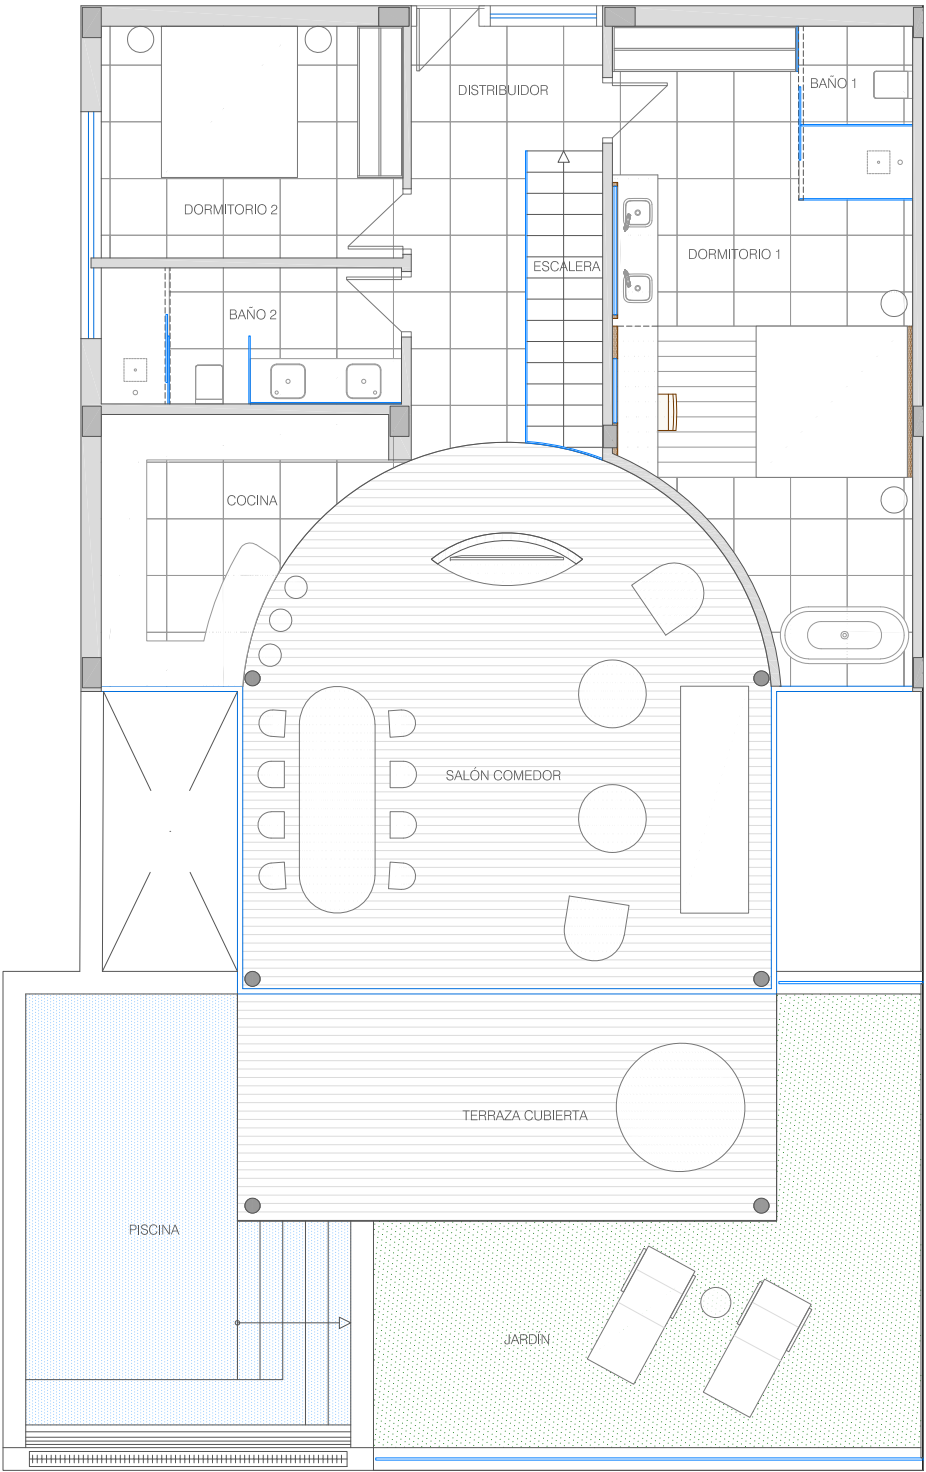 DISTRIBUIDOR
BAÑO 1
DORMITORIO 2
DORMITORIO 1
ESCALERA
BAÑO 2
COCINA
SALÓN COMEDOR
TERRAZA CUBIERTA
PISCINA
JARDÍN